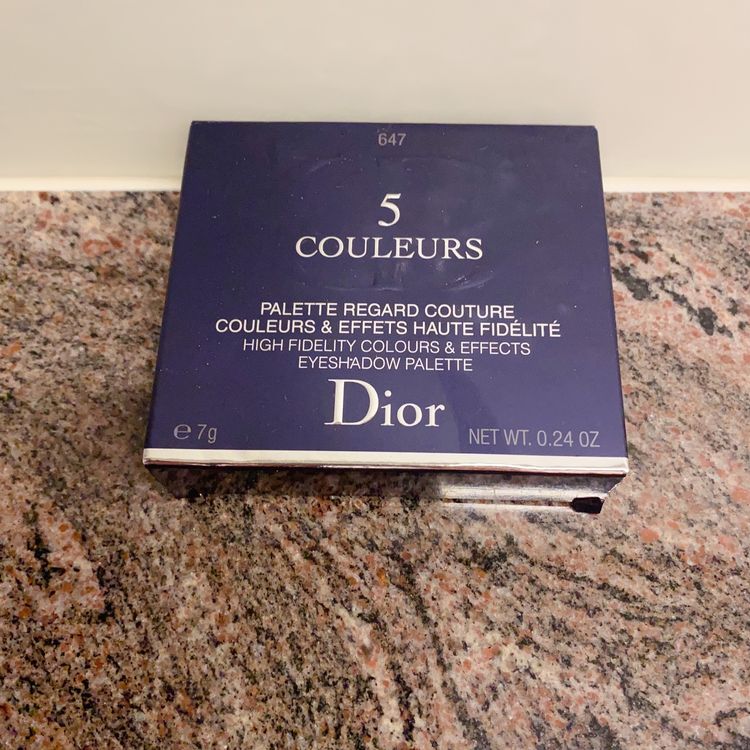 647
5
COULEURS
PALETTE REGARD COUTURE
COULEURS & EFFETS HAUTE FIDÉLITÉ
HIGH FIDELITY COLOURS & EFFECTS
EYESHADOW PALETTE
Dior
℮ 7g
NET WT. 0.24 OZ